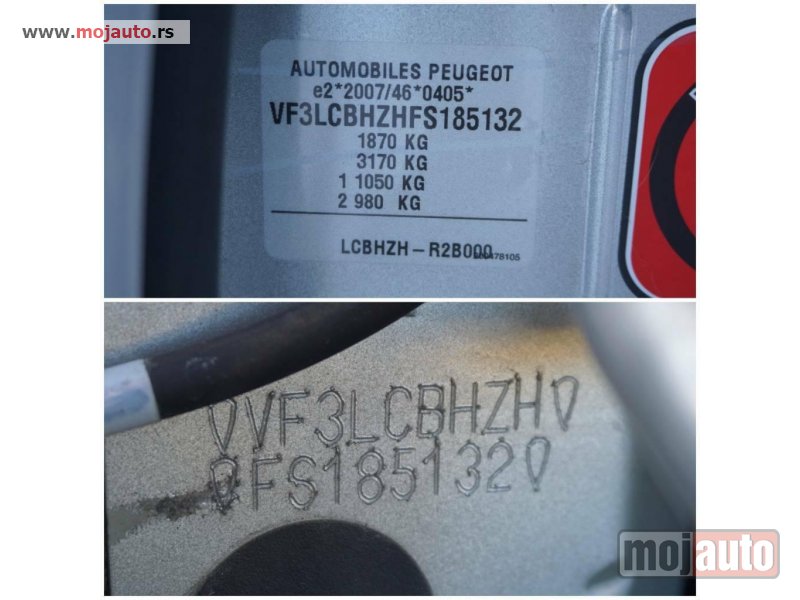 www.mojauto.rs
AUTOMOBILES PEUGEOT
e2*2007/46*0405*
VF3LCBHZHFS185132
1870 KG
3170 KG
1 1050 KG
2 980 KG
LCBHZH-R2B000
VF3LCBHZH
FS185132
mojauto